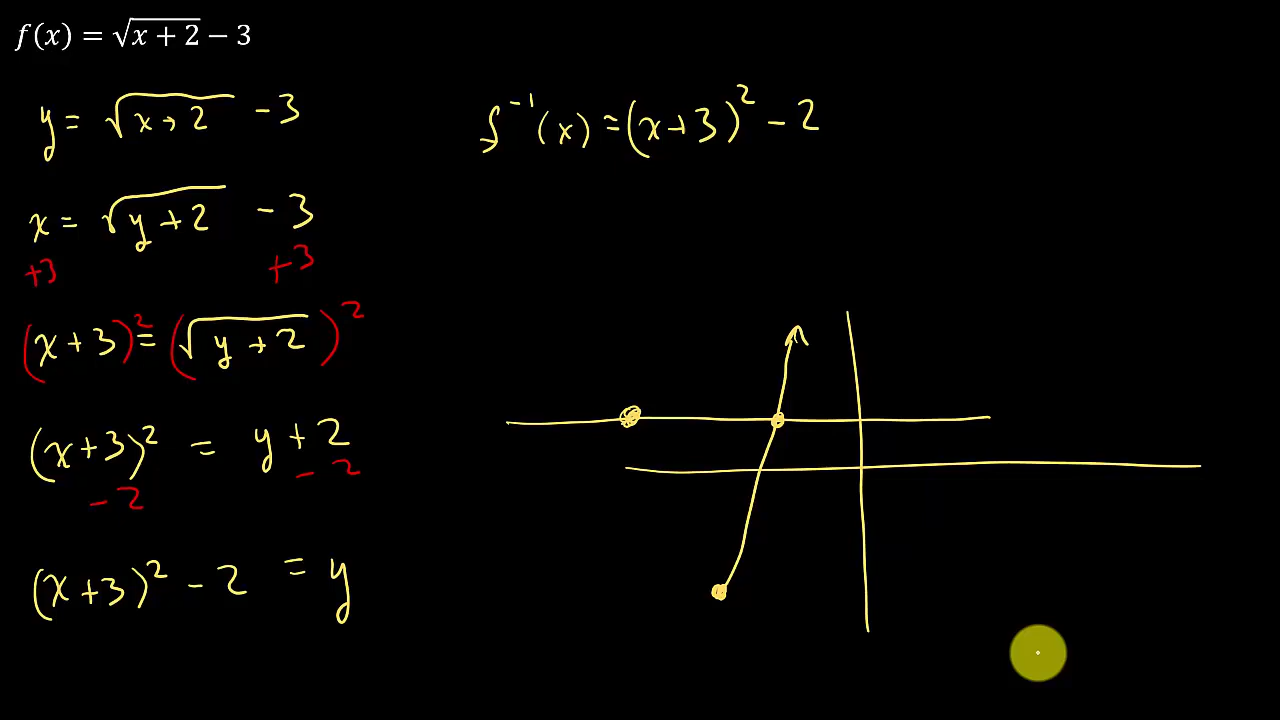 f(x) = √(x + 2) − 3
y = √(x + 2) − 3
f⁻¹(x) = (x + 3)² − 2
x = √(y + 2) − 3
+3 +3
(x + 3)² = (√(y + 2))²
(x + 3)² = y + 2
− 2 − 2
(x + 3)² − 2 = y